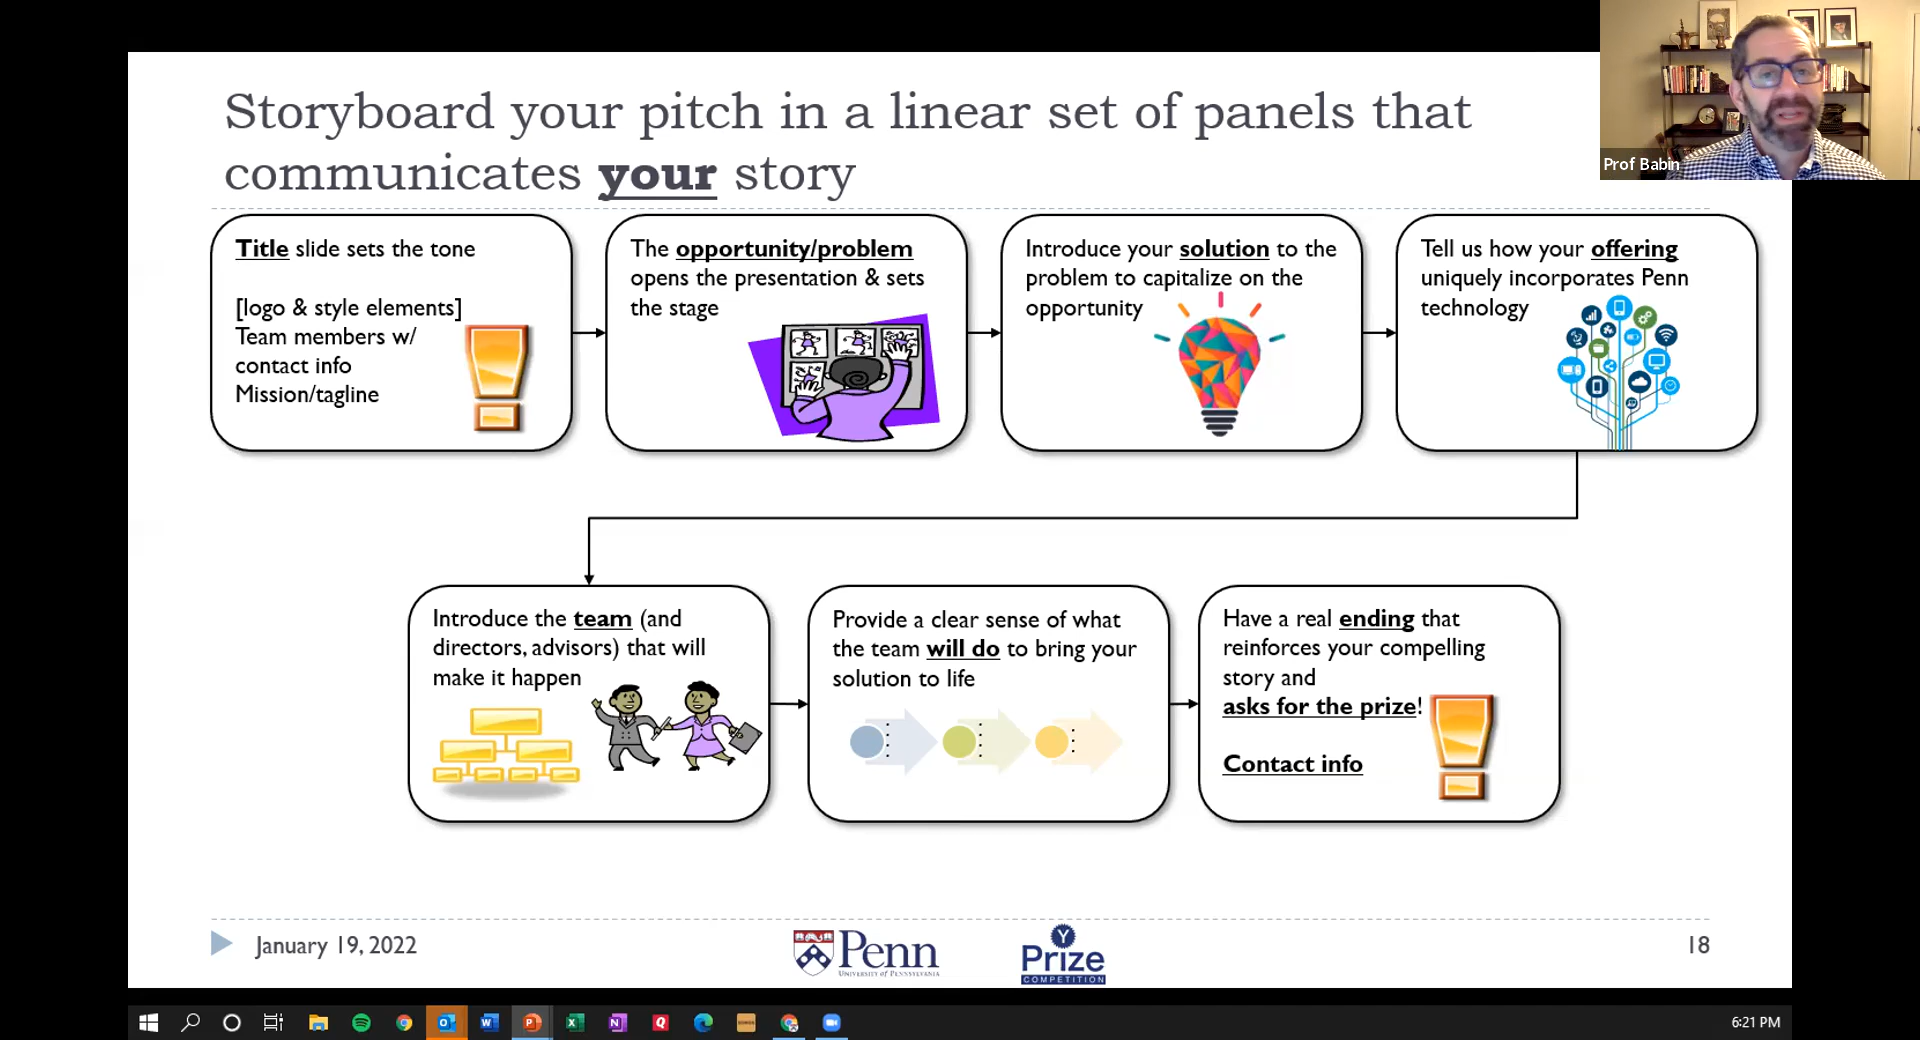 Storyboard your pitch in a linear set of panels that
communicates your story
Prof Babin
Title slide sets the tone
[logo & style elements]
Team members w/
contact info
Mission/tagline
The opportunity/problem
opens the presentation & sets
the stage
Introduce your solution to the
problem to capitalize on the
opportunity
Tell us how your offering
uniquely incorporates Penn
technology
Introduce the team (and
directors, advisors) that will
make it happen
Provide a clear sense of what
the team will do to bring your
solution to life
Have a real ending that
reinforces your compelling
story and
asks for the prize!
Contact info
January 19, 2022
Penn
UNIVERSITY of PENNSYLVANIA
Y
Prize
COMPETITION
18
6:21 PM